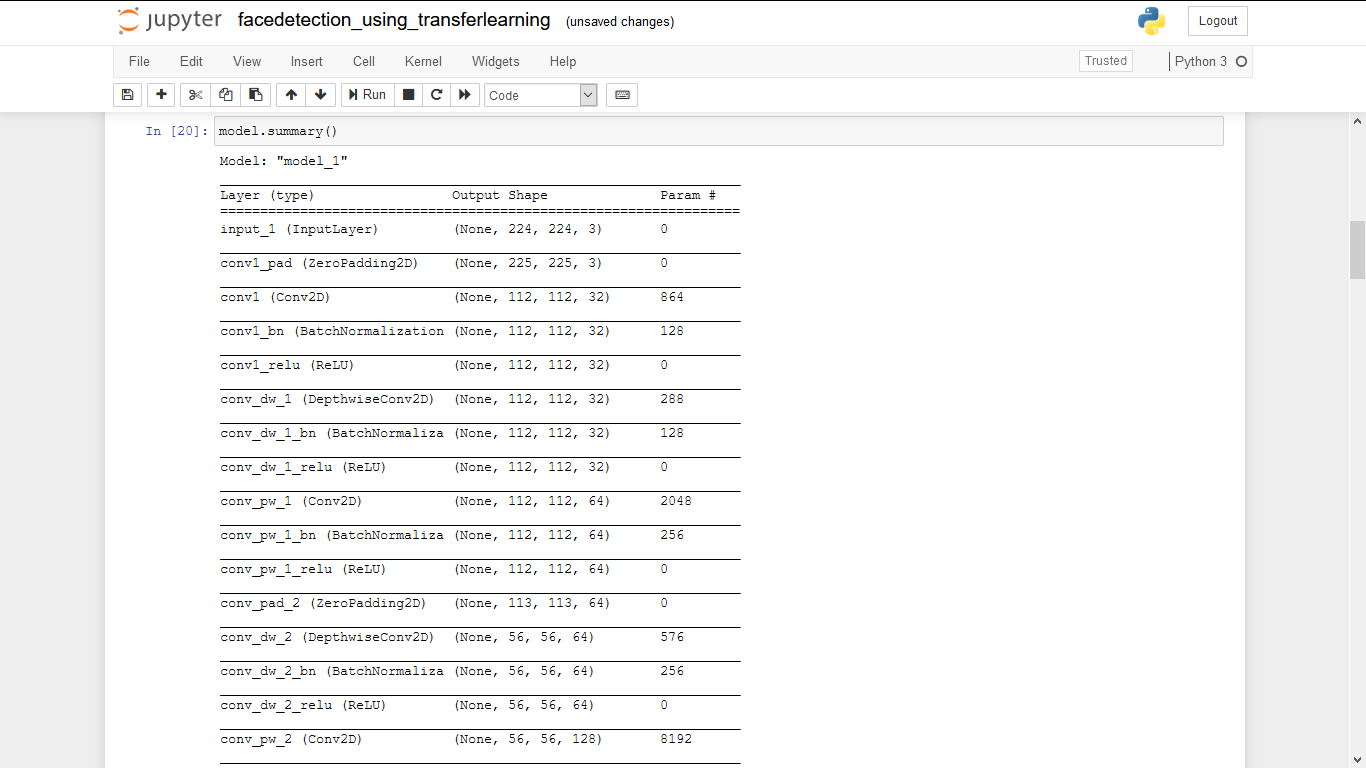 jupyter facedetection_using_transferlearning (unsaved changes) Logout
File Edit View Insert Cell Kernel Widgets Help Trusted Python 3
Run Code
In [20]: model.summary()
Model: "model_1"
Layer (type) Output Shape Param #
=================================================================
input_1 (InputLayer) (None, 224, 224, 3) 0
conv1_pad (ZeroPadding2D) (None, 225, 225, 3) 0
conv1 (Conv2D) (None, 112, 112, 32) 864
conv1_bn (BatchNormalization (None, 112, 112, 32) 128
conv1_relu (ReLU) (None, 112, 112, 32) 0
conv_dw_1 (DepthwiseConv2D) (None, 112, 112, 32) 288
conv_dw_1_bn (BatchNormaliza (None, 112, 112, 32) 128
conv_dw_1_relu (ReLU) (None, 112, 112, 32) 0
conv_pw_1 (Conv2D) (None, 112, 112, 64) 2048
conv_pw_1_bn (BatchNormaliza (None, 112, 112, 64) 256
conv_pw_1_relu (ReLU) (None, 112, 112, 64) 0
conv_pad_2 (ZeroPadding2D) (None, 113, 113, 64) 0
conv_dw_2 (DepthwiseConv2D) (None, 56, 56, 64) 576
conv_dw_2_bn (BatchNormaliza (None, 56, 56, 64) 256
conv_dw_2_relu (ReLU) (None, 56, 56, 64) 0
conv_pw_2 (Conv2D) (None, 56, 56, 128) 8192